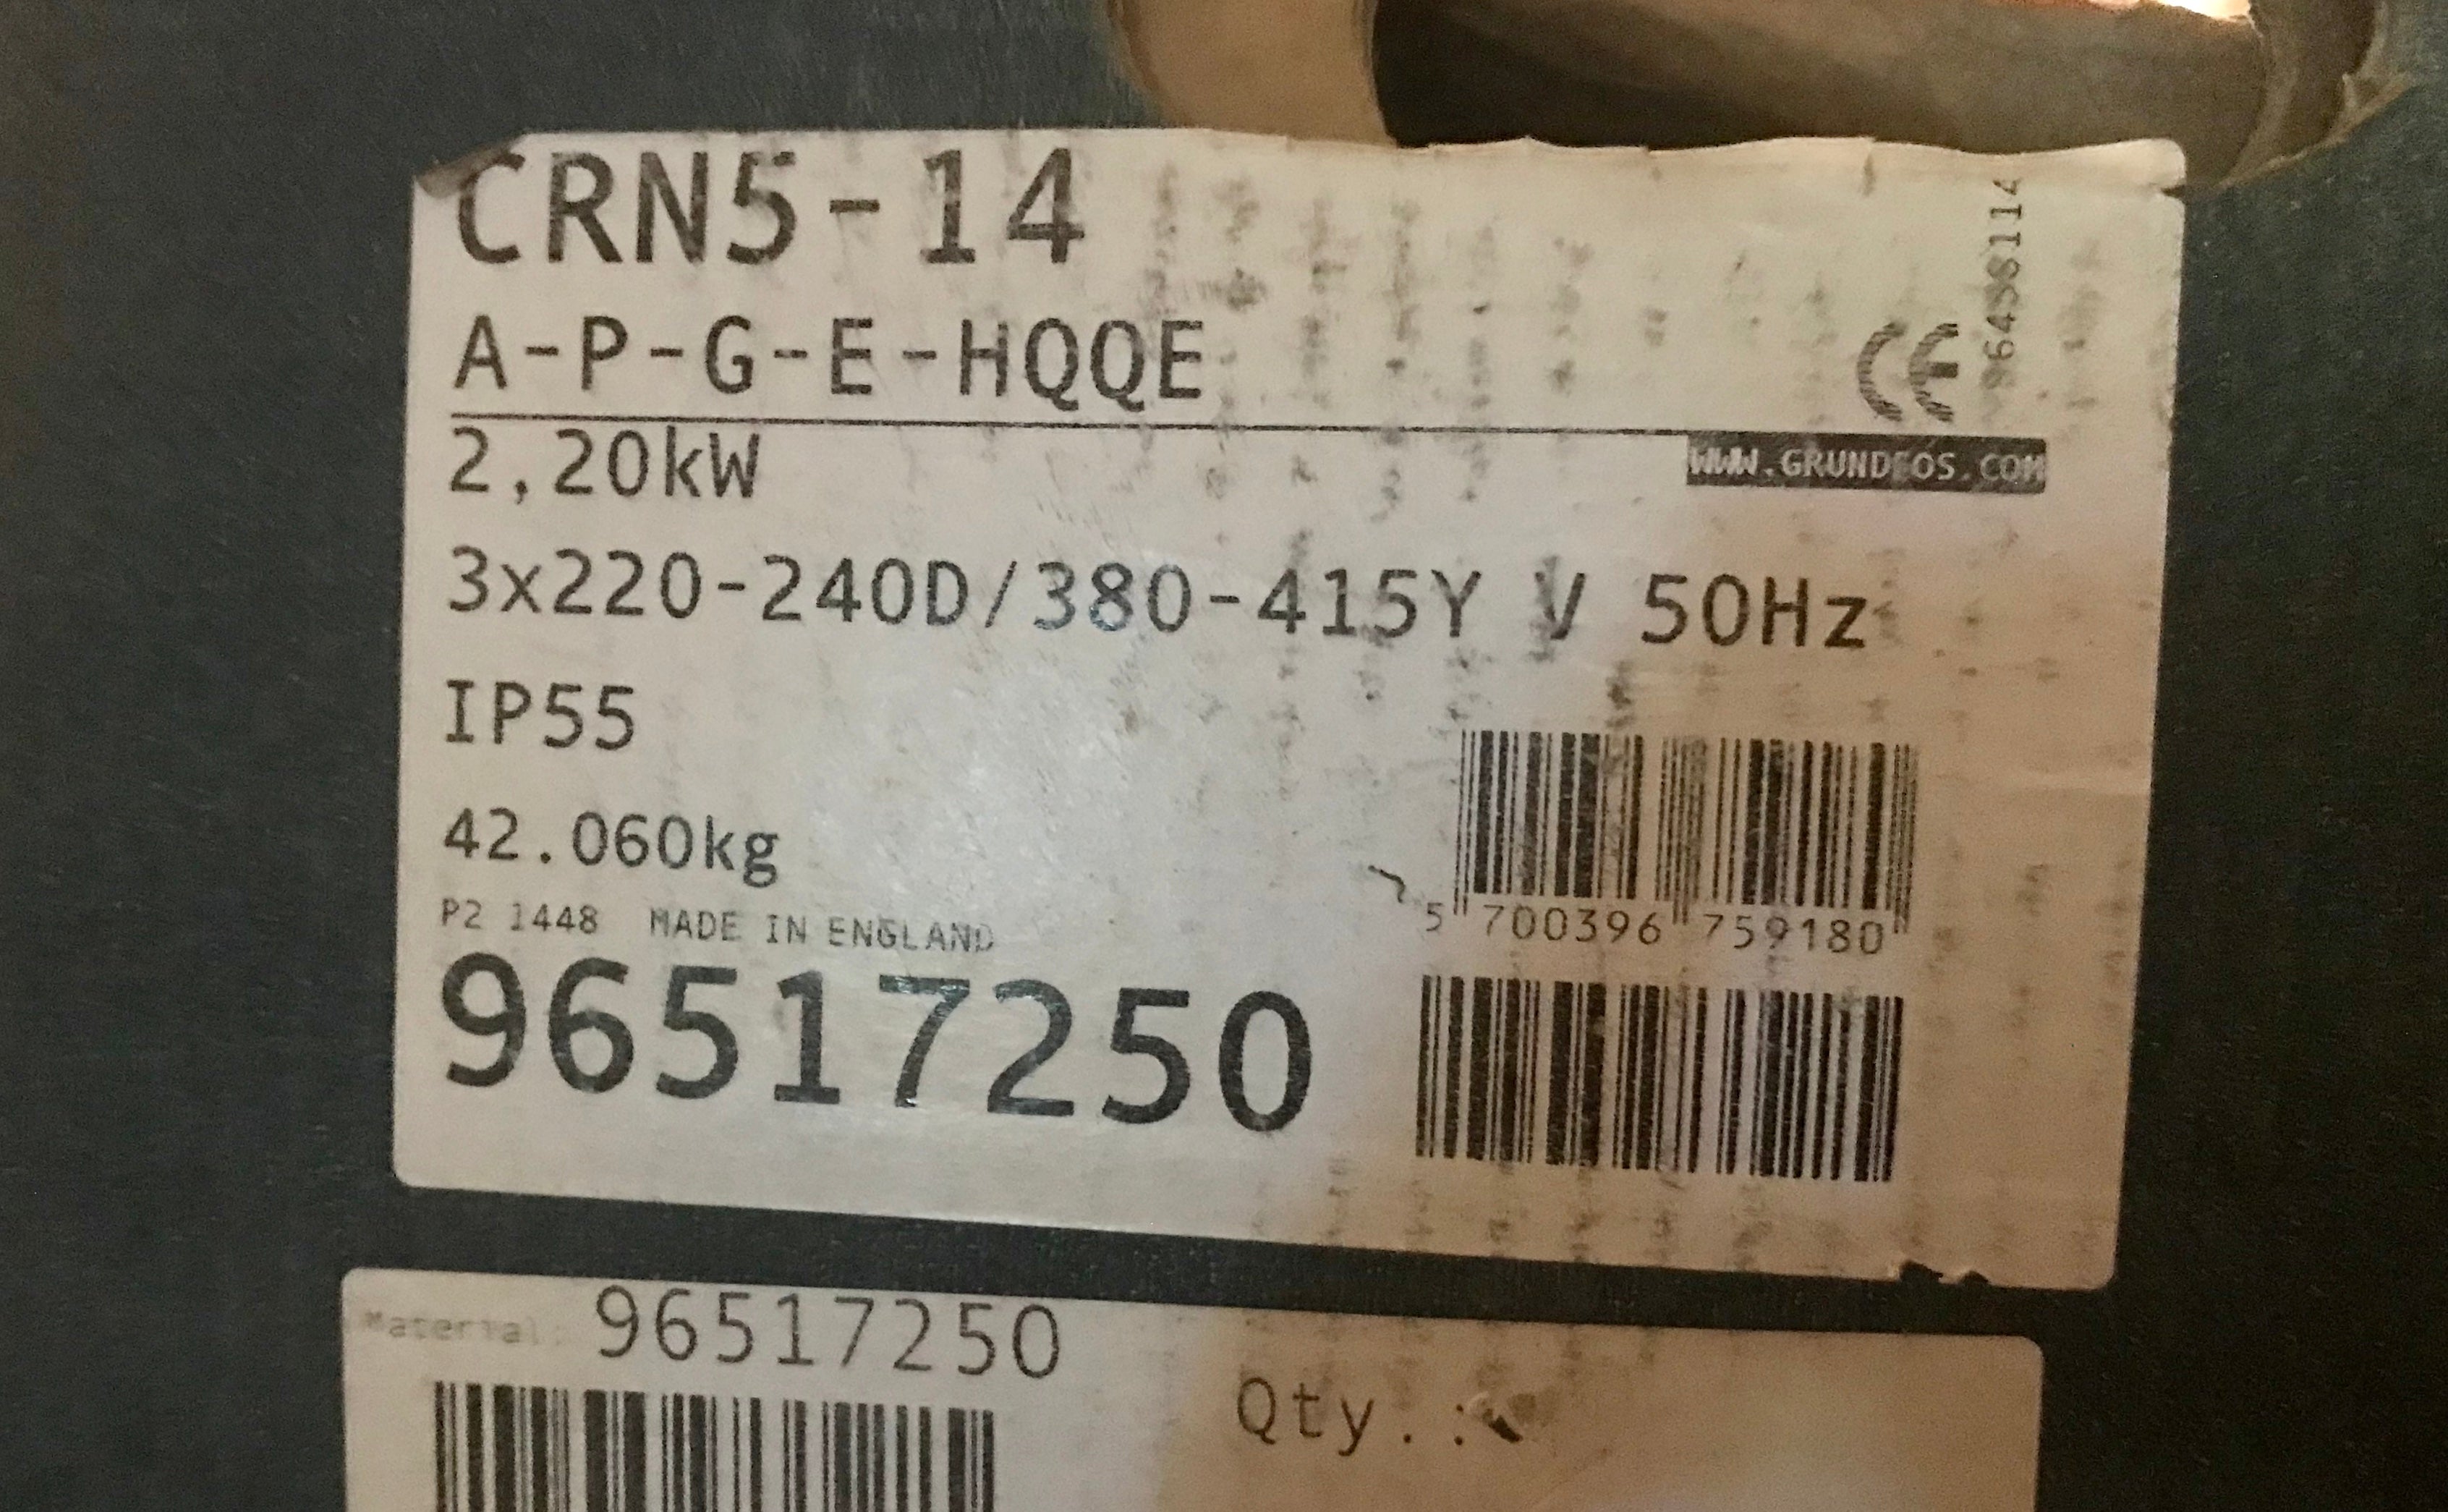 CRN5-14
A-P-G-E-HQQE
CE
2,20kW
WWW.GRUNDFOS.COM
3x220-240D/380-415Y V 50Hz
IP55
42.060kg
P2 1448 MADE IN ENGLAND
5 700396 759180
96517250
Material: 96517250
Qty.: